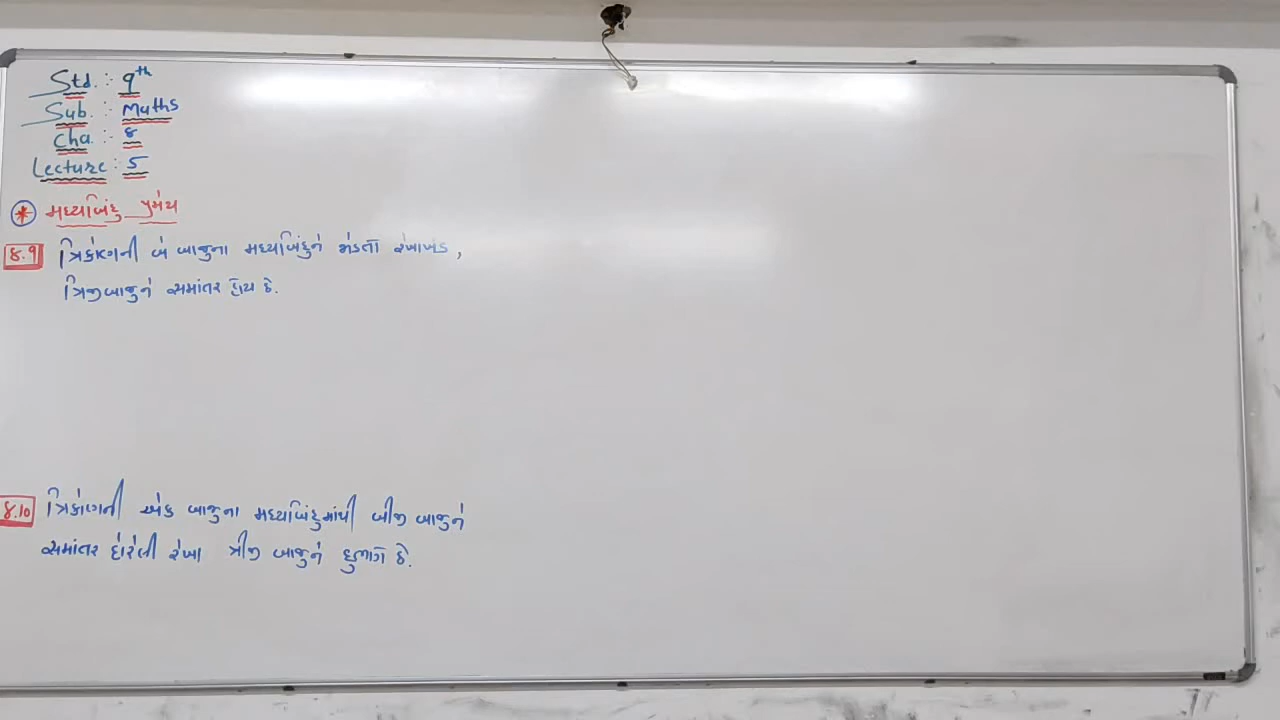 Std. :- 9th
Sub. :- Maths
Cha. :- 8
Lecture : 5
* મધ્યબિંદુ પ્રમેય
8.9 ત્રિકોણની બે બાજુના મધ્યબિંદુને જોડતો રેખાખંડ,
ત્રિજીબાજુને સમાંતર હોય છે.
8.10 ત્રિકોણની એક બાજુના મધ્યબિંદુમાંથી બીજી બાજુને
સમાંતર દોરેલી રેખા ત્રીજી બાજુને દુભાગે છે.